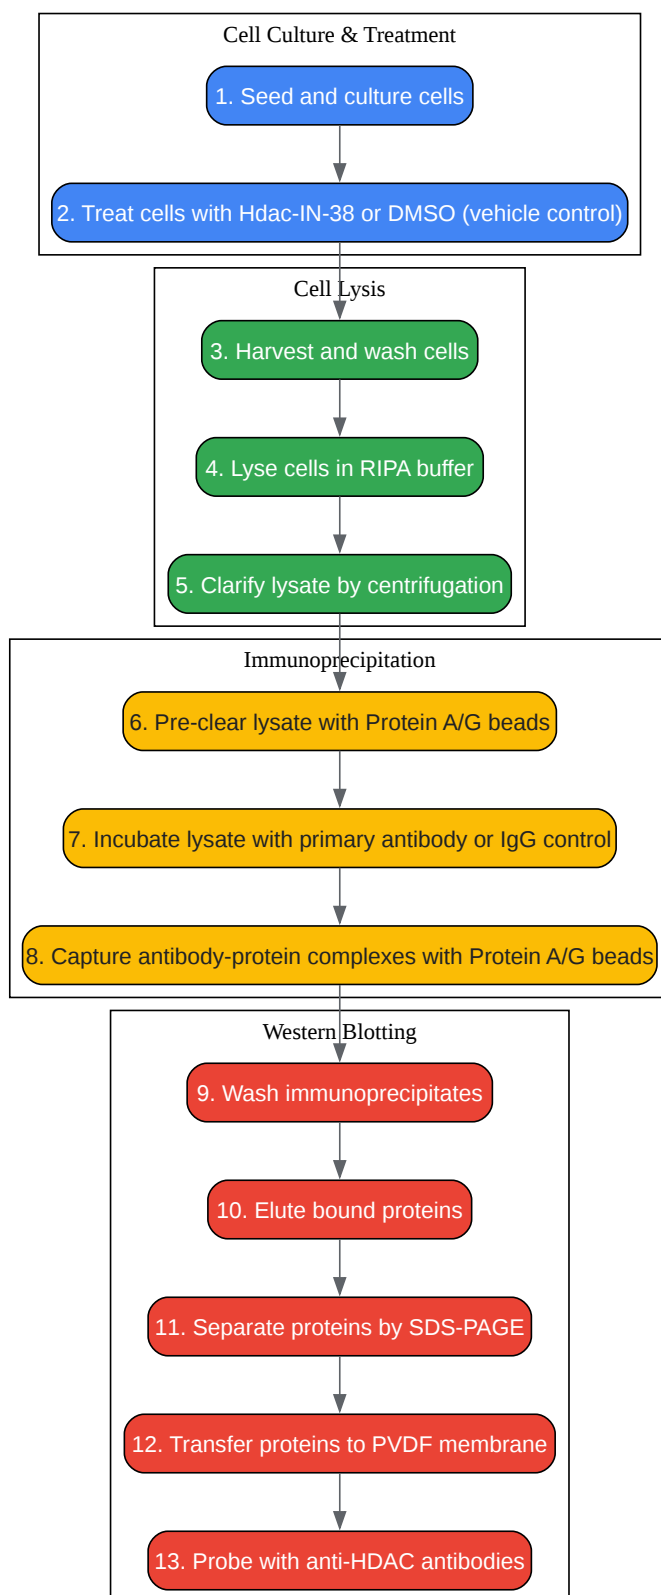 Cell Culture & Treatment
1. Seed and culture cells
2. Treat cells with Hdac-IN-38 or DMSO (vehicle control)
Cell Lysis
3. Harvest and wash cells
4. Lyse cells in RIPA buffer
5. Clarify lysate by centrifugation
Immunoprecipitation
6. Pre-clear lysate with Protein A/G beads
7. Incubate lysate with primary antibody or IgG control
8. Capture antibody-protein complexes with Protein A/G beads
Western Blotting
9. Wash immunoprecipitates
10. Elute bound proteins
11. Separate proteins by SDS-PAGE
12. Transfer proteins to PVDF membrane
13. Probe with anti-HDAC antibodies